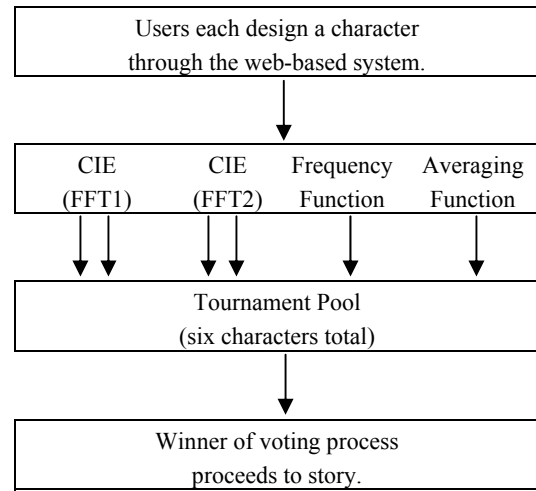 Users each design a character
through the web-based system.
CIE CIE Frequency Averaging
(FFT1) (FFT2) Function Function
Tournament Pool
(six characters total)
Winner of voting process
proceeds to story.